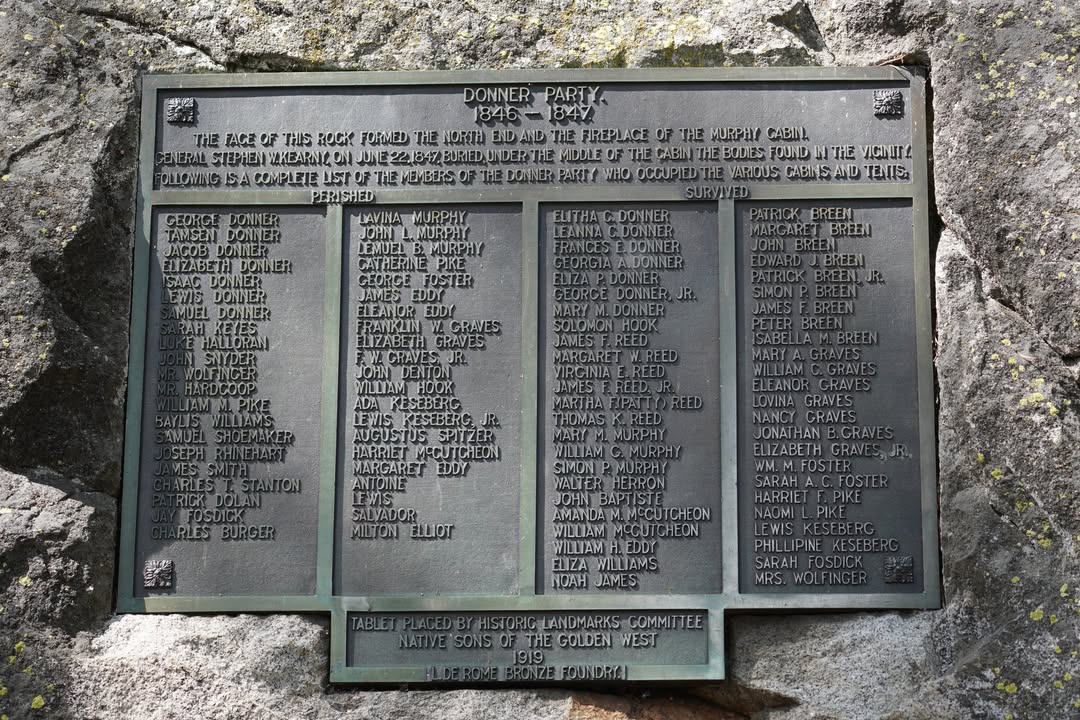 DONNER PARTY.
1846 – 1847
THE FACE OF THIS ROCK FORMED THE NORTH END AND THE FIREPLACE OF THE MURPHY CABIN.
GENERAL STEPHEN W. KEARNY, ON JUNE 22, 1847, BURIED, UNDER THE MIDDLE OF THE CABIN THE BODIES FOUND IN THE VICINITY.
FOLLOWING IS A COMPLETE LIST OF THE MEMBERS OF THE DONNER PARTY WHO OCCUPIED THE VARIOUS CABINS AND TENTS:
PERISHED
GEORGE DONNER
TAMSEN DONNER
JACOB DONNER
ELIZABETH DONNER
ISAAC DONNER
LEWIS DONNER
SAMUEL DONNER
SARAH KEYES
LUKE HALLORAN
JOHN SNYDER
MR. WOLFINGER
MR. HARDCOOP
WILLIAM M. PIKE
BAYLIS WILLIAMS
SAMUEL SHOEMAKER
JOSEPH RHINEHART
JAMES SMITH
CHARLES T. STANTON
PATRICK DOLAN
JAY FOSDICK
CHARLES BURGER
LAVINA MURPHY
JOHN L. MURPHY
LEMUEL B. MURPHY
CATHERINE PIKE
GEORGE FOSTER
JAMES EDDY
ELEANOR EDDY
FRANKLIN W. GRAVES
ELIZABETH GRAVES
F. W. GRAVES, JR.
JOHN DENTON
WILLIAM HOOK
ADA KESEBERG
LEWIS KESEBERG, JR.
AUGUSTUS SPITZER
HARRIET McCUTCHEON
MARGARET EDDY
ANTOINE
LEWIS
SALVADOR
MILTON ELLIOT
SURVIVED
ELITHA C. DONNER
LEANNA C. DONNER
FRANCES E. DONNER
GEORGIA A. DONNER
ELIZA P. DONNER
GEORGE DONNER, JR.
MARY M. DONNER
SOLOMON HOOK
JAMES F. REED
MARGARET W. REED
VIRGINIA E. REED
JAMES F. REED, JR.
MARTHA F. (PATTY) REED
THOMAS K. REED
MARY M. MURPHY
WILLIAM G. MURPHY
SIMON P. MURPHY
WALTER HERRON
JOHN BAPTISTE
AMANDA M. McCUTCHEON
WILLIAM McCUTCHEON
WILLIAM H. EDDY
ELIZA WILLIAMS
NOAH JAMES
PATRICK BREEN
MARGARET BREEN
JOHN BREEN
EDWARD J. BREEN
PATRICK BREEN, JR.
SIMON P. BREEN
JAMES F. BREEN
PETER BREEN
ISABELLA M. BREEN
MARY A. GRAVES
WILLIAM C. GRAVES
ELEANOR GRAVES
LOVINA GRAVES
NANCY GRAVES
JONATHAN B. GRAVES
ELIZABETH GRAVES, JR.
WM. M. FOSTER
SARAH A. C. FOSTER
HARRIET F. PIKE
NAOMI L. PIKE
LEWIS KESEBERG
PHILLIPINE KESEBERG
SARAH FOSDICK
MRS. WOLFINGER
TABLET PLACED BY HISTORIC LANDMARKS COMMITTEE
NATIVE SONS OF THE GOLDEN WEST
1919
L. DE ROME BRONZE FOUNDRY.